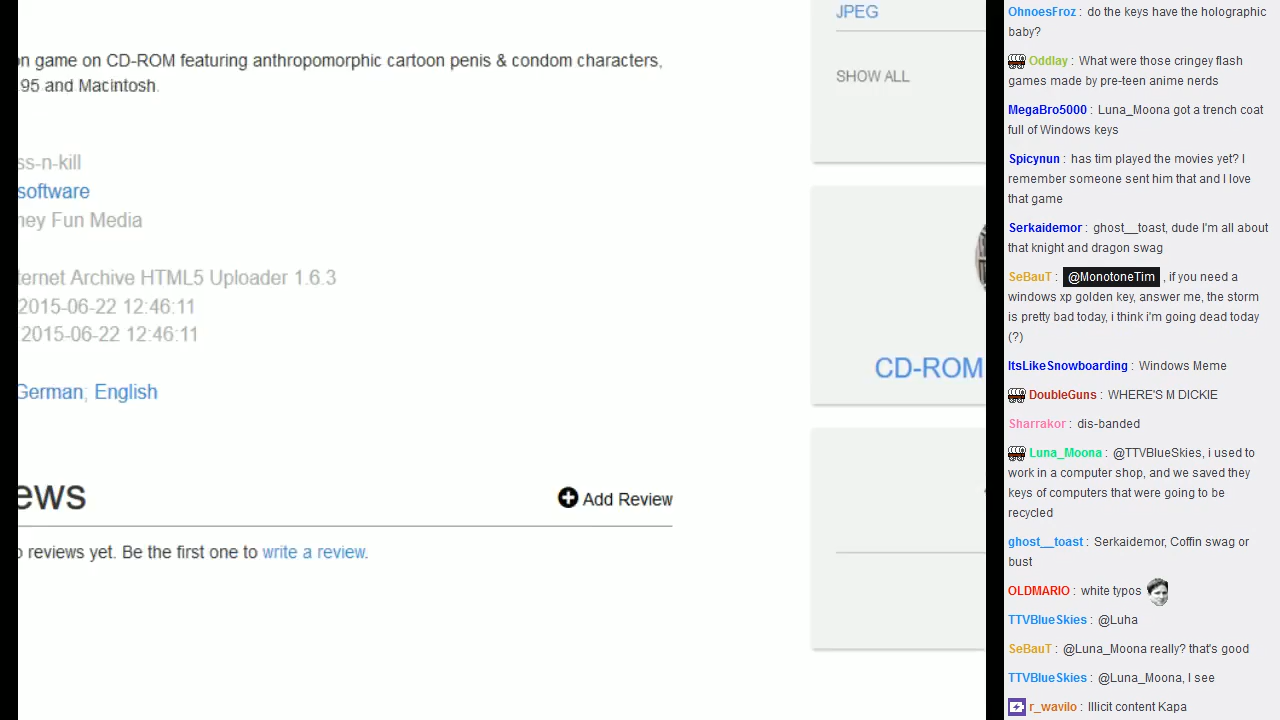 n game on CD-ROM featuring anthropomorphic cartoon penis & condom characters,
95 and Macintosh.
ss-n-kill
software
ney Fun Media
ternet Archive HTML5 Uploader 1.6.3
2015-06-22 12:46:11
2015-06-22 12:46:11
German; English
ews
Add Review
o reviews yet. Be the first one to write a review.
JPEG
SHOW ALL
CD-ROM
OhnoesFroz : do the keys have the holographic
baby?
Oddlay : What were those cringey flash
games made by pre-teen anime nerds
MegaBro5000 : Luna_Moona got a trench coat
full of Windows keys
Spicynun : has tim played the movies yet? I
remember someone sent him that and I love
that game
Serkaidemor : ghost__toast, dude I'm all about
that knight and dragon swag
SeBauT : @MonotoneTim , if you need a
windows xp golden key, answer me, tha storm
is pretty bad today, i think i'm going dead today
(?)
ItsLikeSnowboarding : Windows Meme
DoubleGuns : WHERE'S M DICKIE
Sharrakor : dis-banded
Luna_Moona : @TTVBlueSkies, i used to
work in a computer shop, and we saved they
keys of computers that were going to be
recycled
ghost__toast : Serkaidemor, Coffin swag or
bust
OLDMARIO : white typos
TTVBlueSkies : @Luha
SeBauT : @Luna_Moona really? that's good
TTVBlueSkies : @Luna_Moona, I see
r_wavilo : Illicit content Kapa